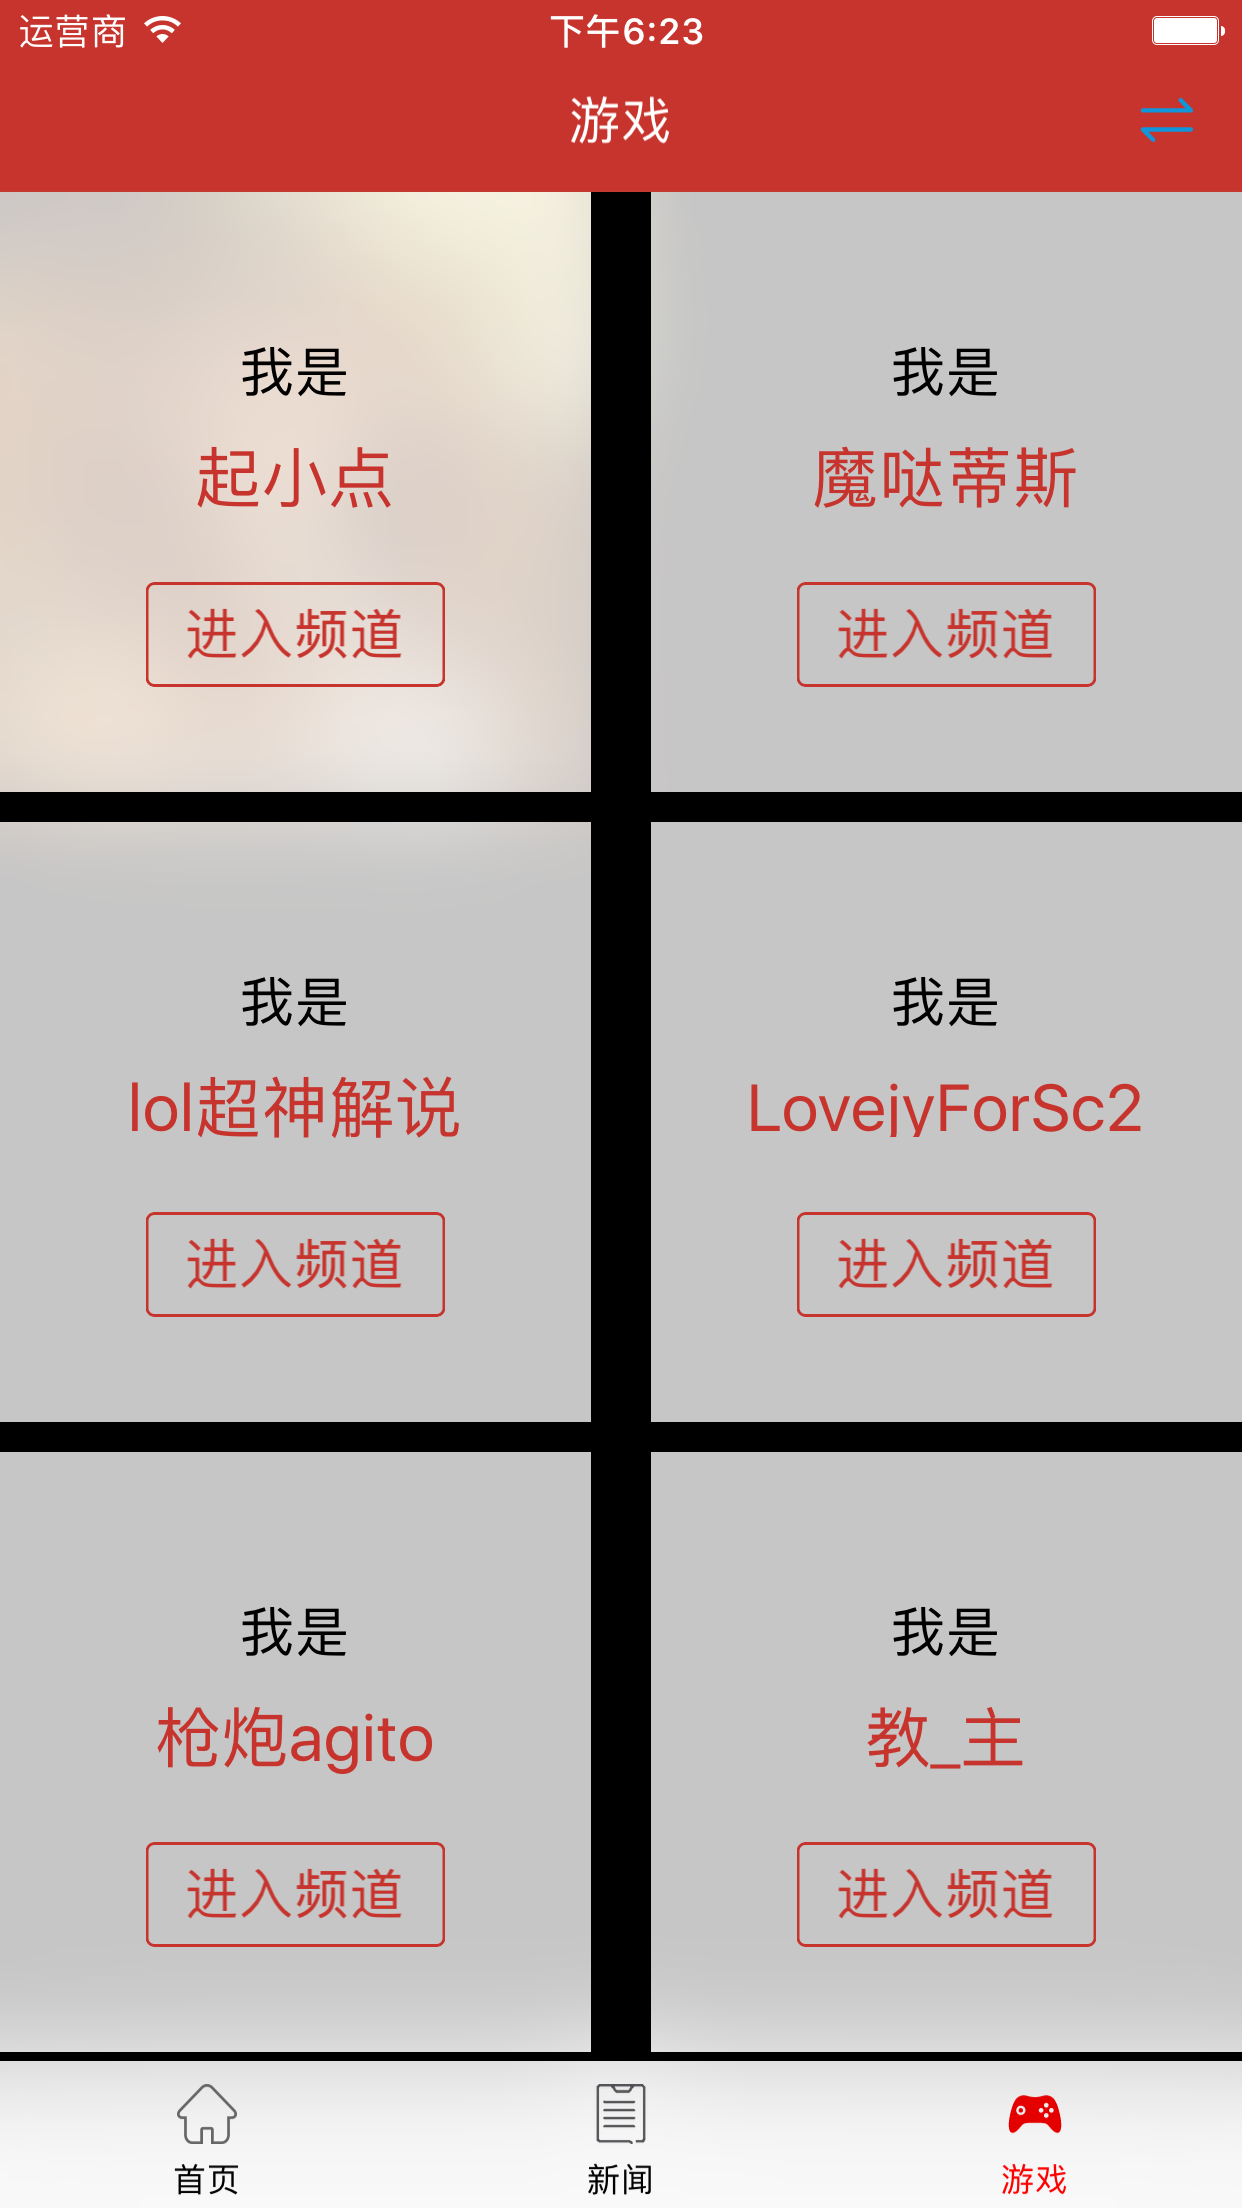 运营商 下午6:23
游戏
我是 我是
起小点 魔哒蒂斯
进入频道 进入频道
我是 我是
lol超神解说 LovejyForSc2
进入频道 进入频道
我是 我是
枪炮agito 教_主
进入频道 进入频道
首页 新闻 游戏